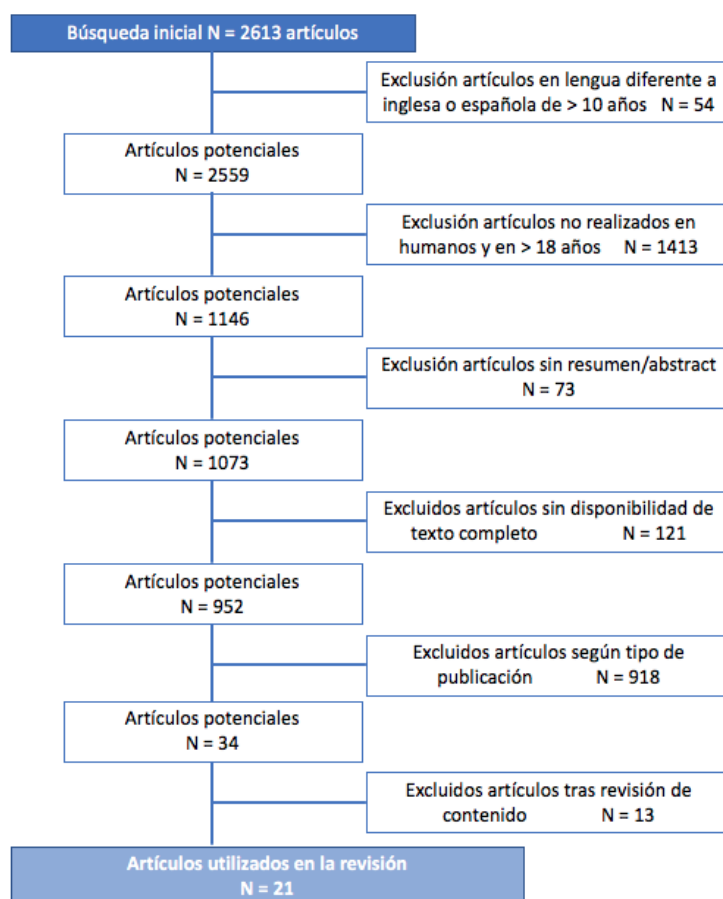 Búsqueda inicial N = 2613 artículos
Exclusión artículos en lengua diferente a
inglesa o española de > 10 años N = 54
Artículos potenciales
N = 2559
Exclusión artículos no realizados en
humanos y en > 18 años N = 1413
Artículos potenciales
N = 1146
Exclusión artículos sin resumen/abstract
N = 73
Artículos potenciales
N = 1073
Excluidos artículos sin disponibilidad de
texto completo N = 121
Artículos potenciales
N = 952
Excluidos artículos según tipo de
publicación N = 918
Artículos potenciales
N = 34
Excluidos artículos tras revisión de
contenido N = 13
Artículos utilizados en la revisión
N = 21